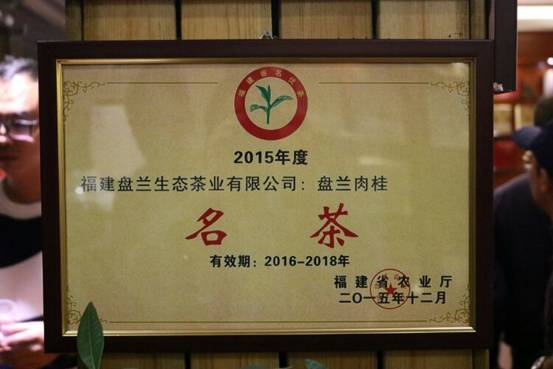 福建省名优茶
2015年度
福建盘兰生态茶业有限公司：盘兰肉桂
名 茶
有效期：2016-2018年
福建省农业厅
二〇一五年十二月